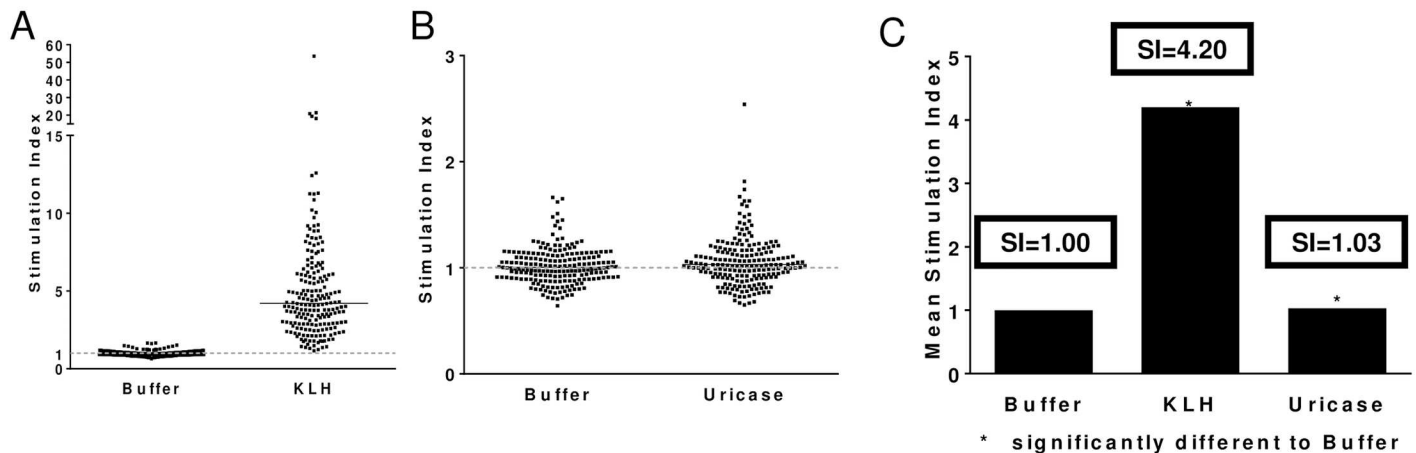 A
Stimulation Index
60
50
40
30
20
15
10
5
1
0
Buffer
KLH
B
Stimulation Index
3
2
1
0
Buffer
Uricase
C
Mean Stimulation Index
5
4
3
2
1
0
SI=1.00
SI=4.20
SI=1.03
*
*
Buffer
KLH
Uricase
* significantly different to Buffer